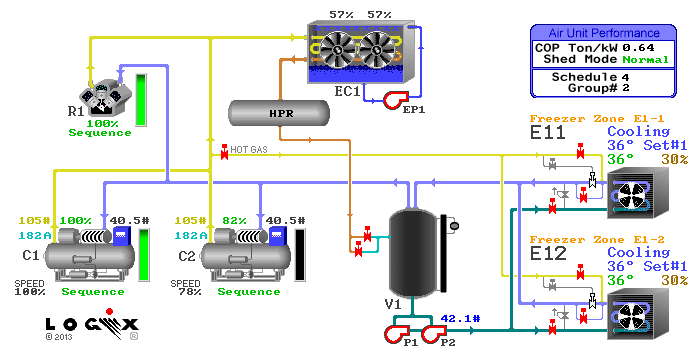 57% 57%
Air Unit Performance
COP Ton/kW 0.64
Shed Mode Normal
Schedule 4
Group# 2
EC1
EP1
R1
100%
Sequence
HPR
HOT GAS
Freezer Zone E1-1
E11
Cooling
36° Set#1
36° 30%
105# 100% 40.5#
182A
C1
SPEED
100%
Sequence
105# 82% 40.5#
182A
C2
SPEED
78%
Sequence
V1
42.1#
P1 P2
Freezer Zone E1-2
E12
Cooling
36° Set#1
36° 30%
LOGIX
© 2013